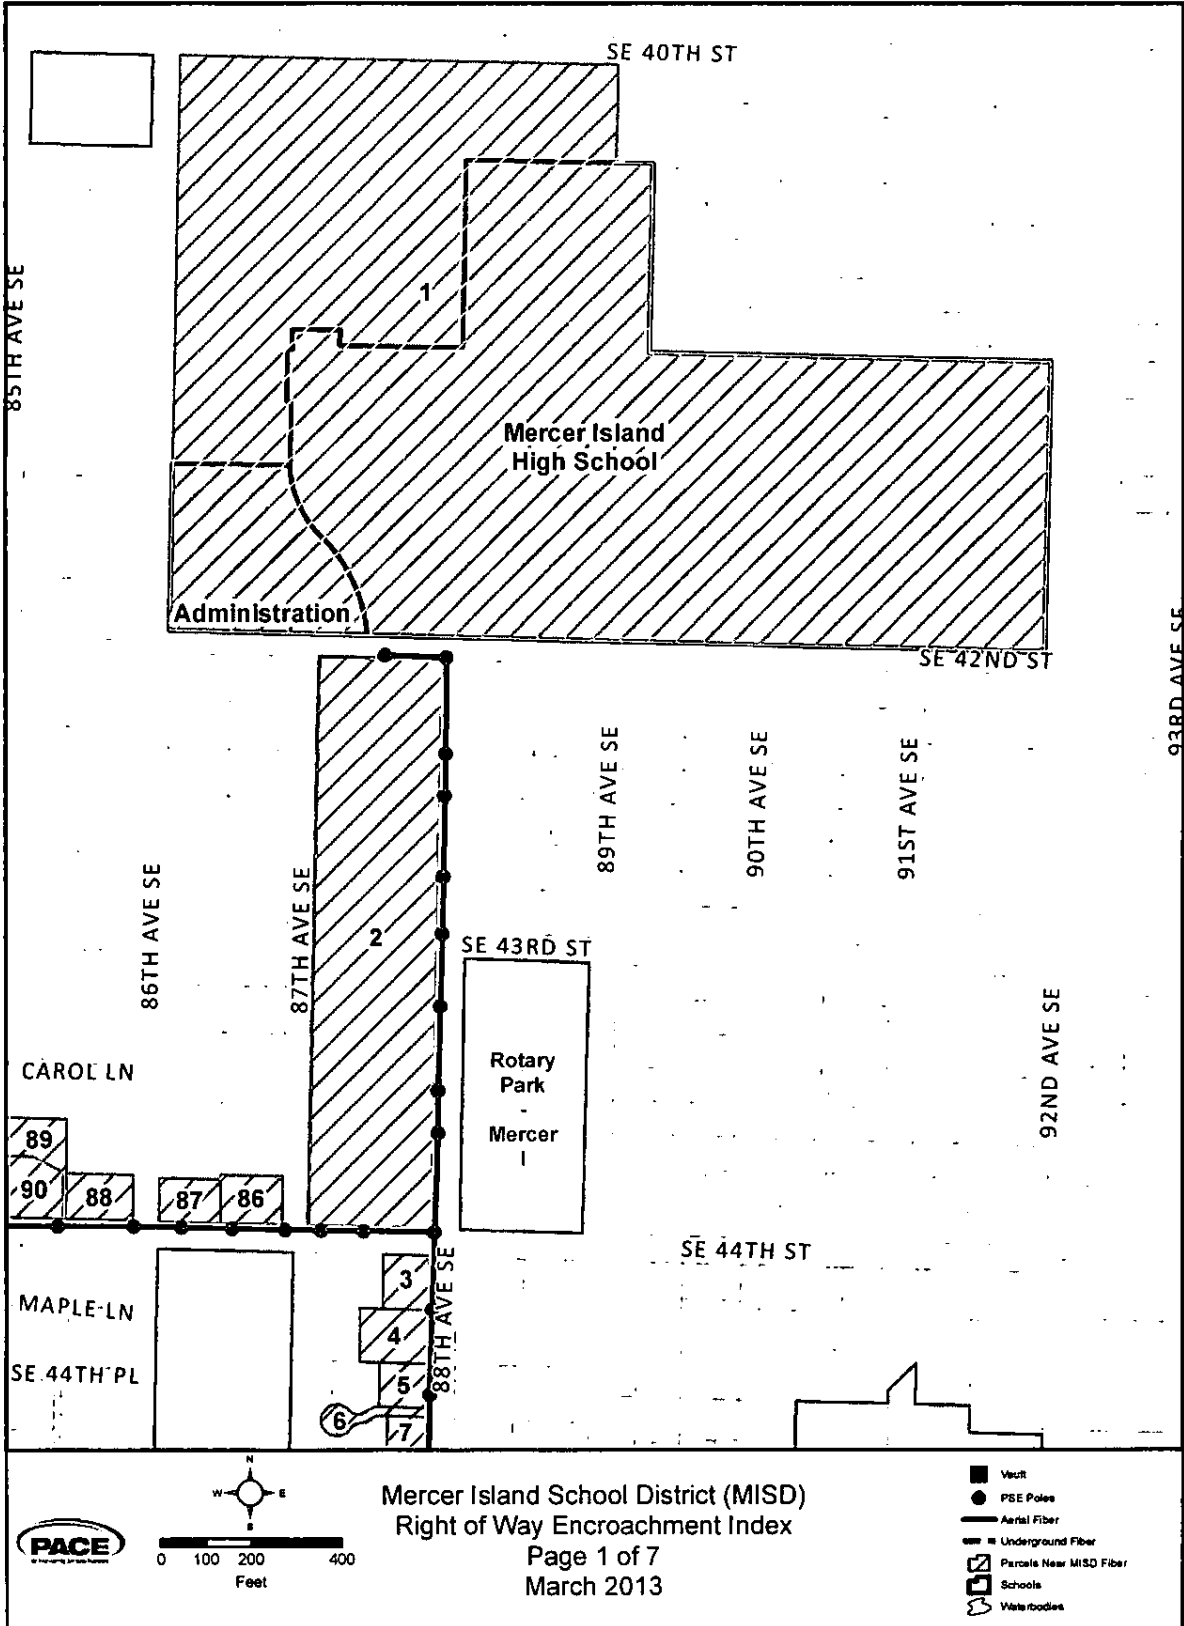 SE 40TH ST
85TH AVE SE
1
Mercer Island
High School
Administration
SE 42ND ST
93RD AVE SE
89TH AVE SE
90TH AVE SE
91ST AVE SE
86TH AVE SE
87TH AVE SE
2
SE 43RD ST
92ND AVE SE
Rotary
Park
-
Mercer
I
CAROL LN
89
90
88
87
86
SE 44TH ST
88TH AVE SE
3
MAPLE LN
4
SE 44TH PL
5
6
7
N
W
E
S
PACE
0 100 200 400
Feet
Mercer Island School District (MISD)
Right of Way Encroachment Index
Page 1 of 7
March 2013
Vault
PSE Poles
Aerial Fiber
Underground Fiber
Parcels Near MISD Fiber
Schools
Waterbodies